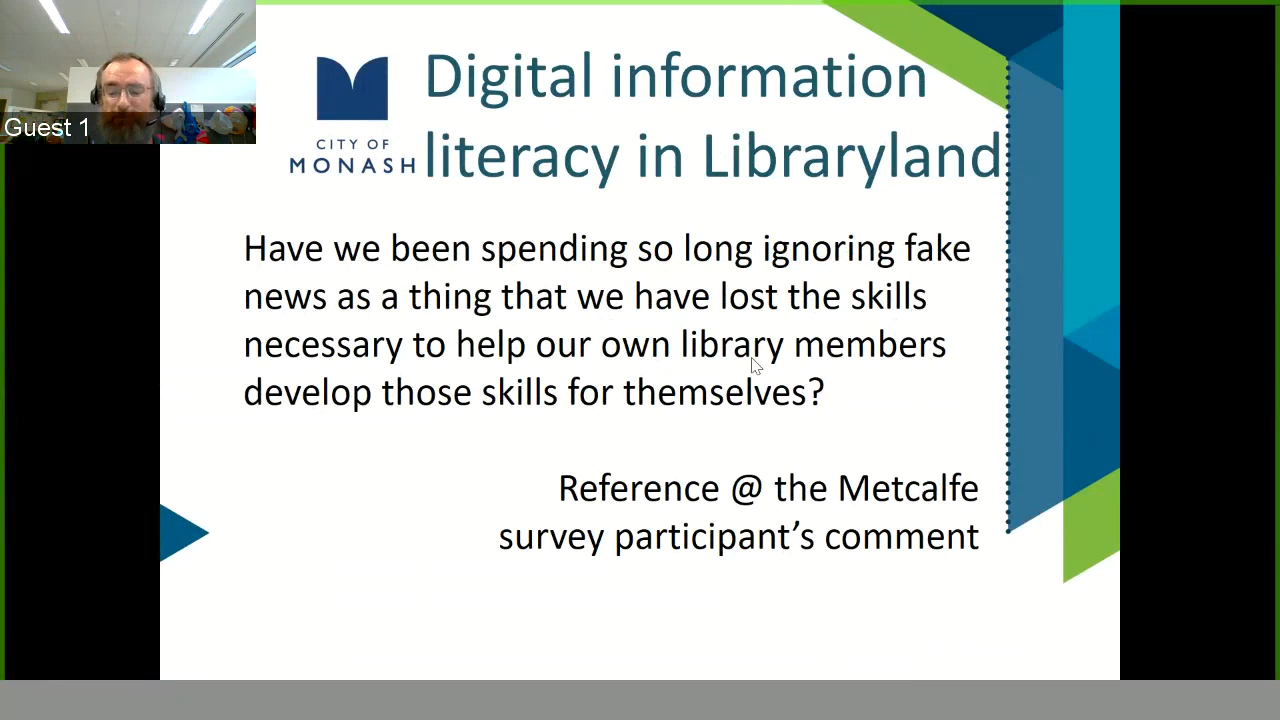 Guest 1
CITY OF
MONASH
Digital information
literacy in Libraryland
Have we been spending so long ignoring fake
news as a thing that we have lost the skills
necessary to help our own library members
develop those skills for themselves?
Reference @ the Metcalfe
survey participant’s comment